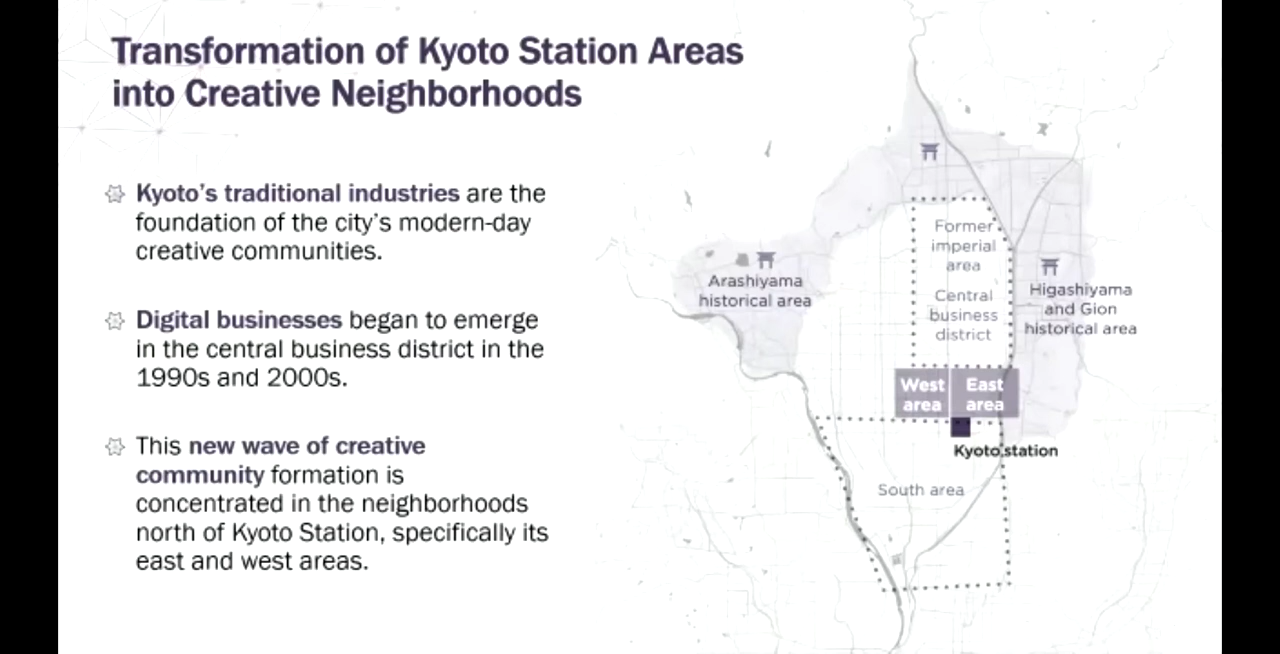 Transformation of Kyoto Station Areas
into Creative Neighborhoods
Kyoto's traditional industries are the
foundation of the city's modern-day
creative communities.
Digital businesses began to emerge
in the central business district in the
1990s and 2000s.
This new wave of creative
community formation is
concentrated in the neighborhoods
north of Kyoto Station, specifically its
east and west areas.
Former
imperial
area
Central
business
district
Arashiyama
historical area
Higashiyama
and Gion
historical area
West
area
East
area
Kyoto station
South area